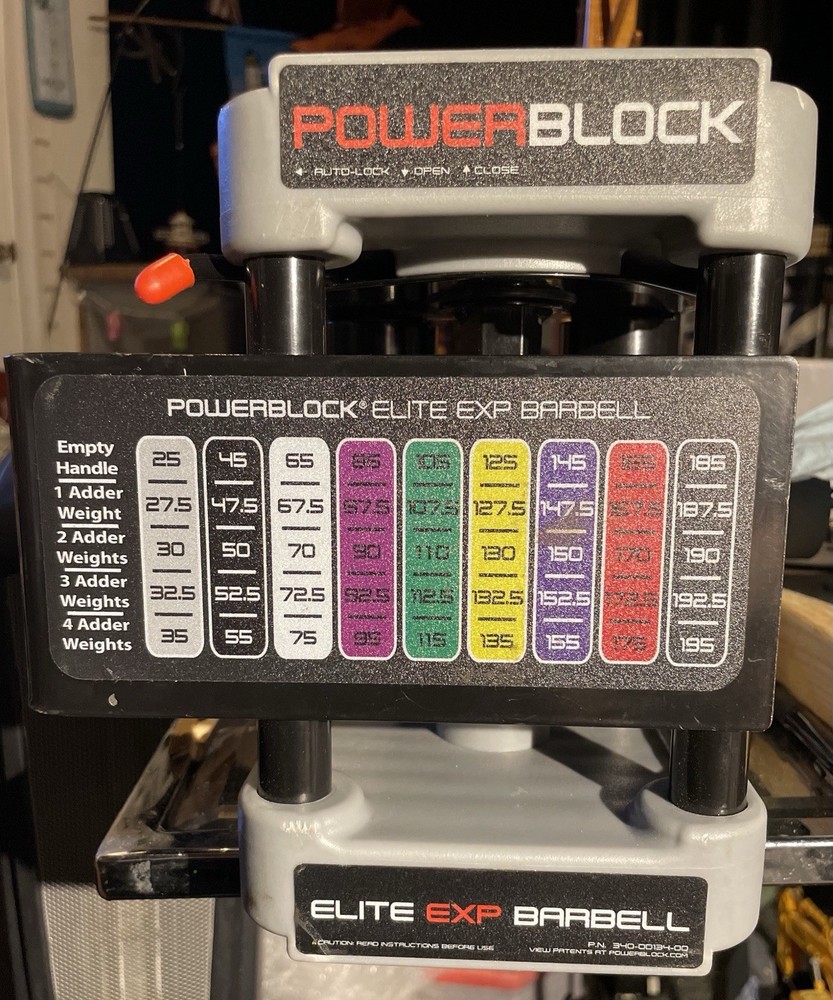 POWERBLOCK
AUTO-LOCK OPEN CLOSE
POWERBLOCK® ELITE EXP BARBELL
Empty Handle 25 45 65 85 105 125 145 165 185
1 Adder Weight 27.5 47.5 67.5 87.5 107.5 127.5 147.5 167.5 187.5
2 Adder Weights 30 50 70 90 110 130 150 170 190
3 Adder Weights 32.5 52.5 72.5 92.5 112.5 132.5 152.5 172.5 192.5
4 Adder Weights 35 55 75 95 115 135 155 175 195
ELITE EXP BARBELL
CAUTION: READ INSTRUCTIONS BEFORE USE
P.N. 340-00134-00
VIEW PATENTS AT POWERBLOCK.COM